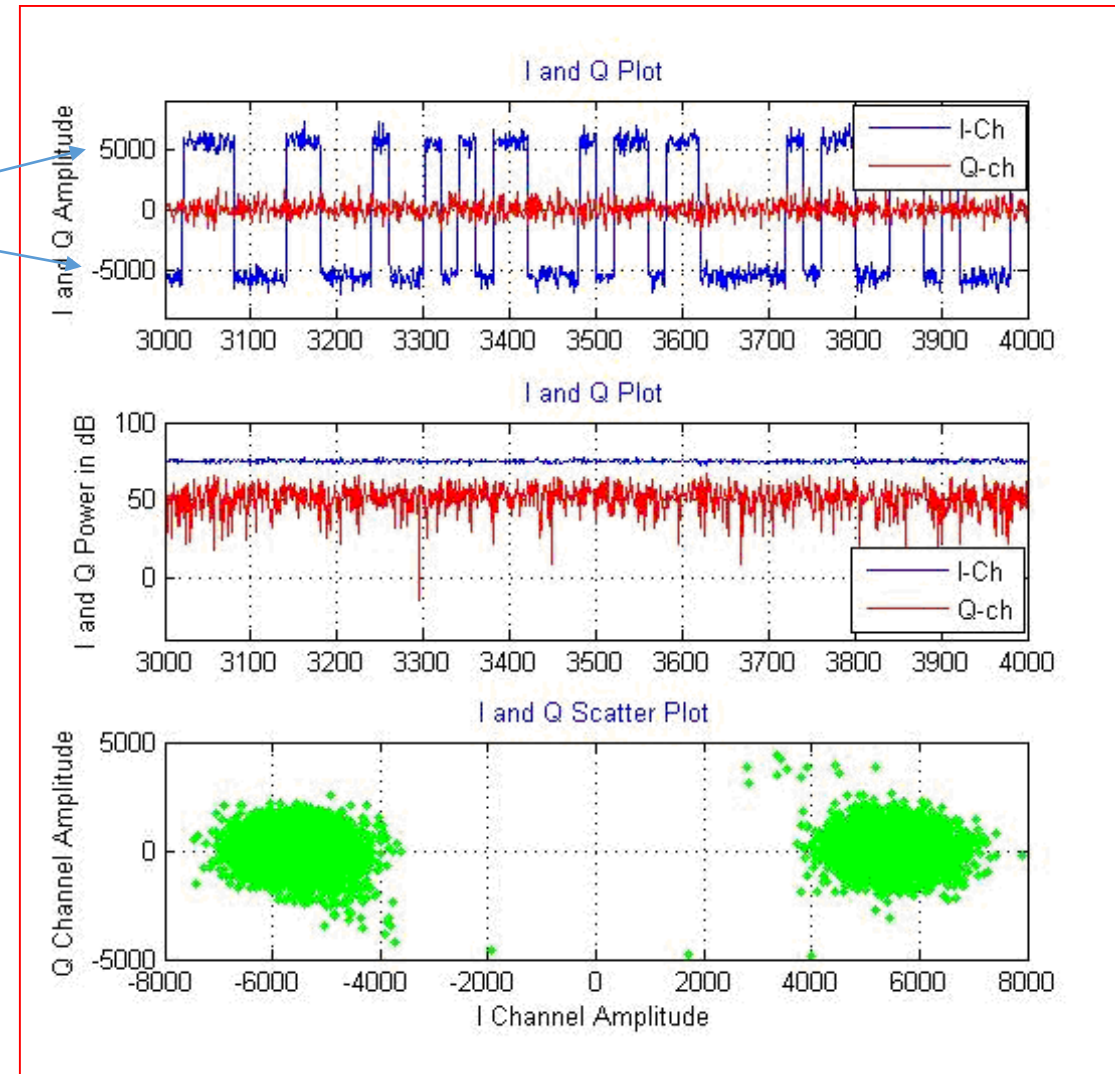 I and Q Plot
I and Q Amplitude
5000
0
-5000
I-Ch
Q-ch
3000 3100 3200 3300 3400 3500 3600 3700 3800 3900 4000
I and Q Plot
I and Q Power in dB
100
50
0
I-Ch
Q-ch
3000 3100 3200 3300 3400 3500 3600 3700 3800 3900 4000
I and Q Scatter Plot
Q Channel Amplitude
5000
0
-5000
-8000 -6000 -4000 -2000 0 2000 4000 6000 8000
I Channel Amplitude